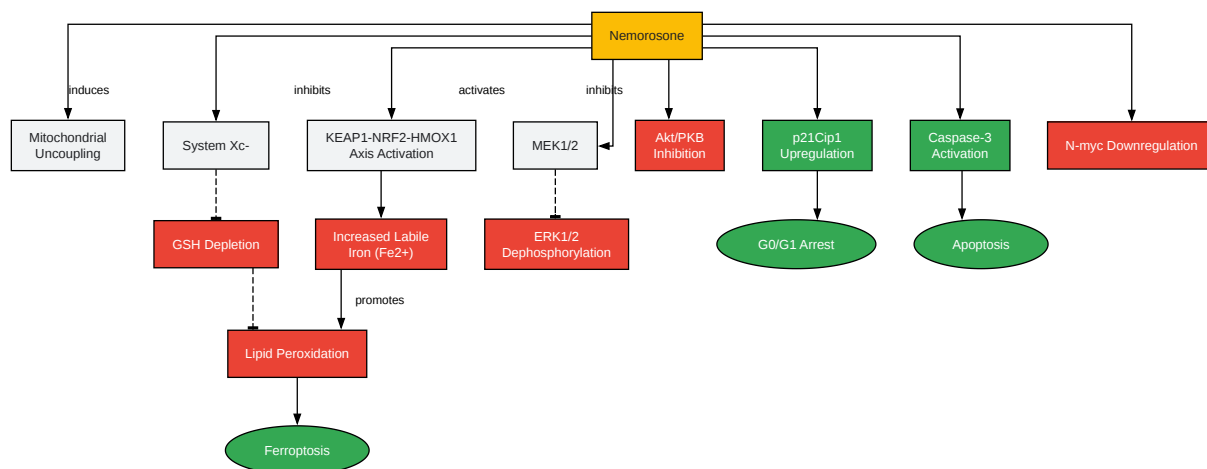 Nemorosone
induces
inhibits
activates
inhibits
Mitochondrial
Uncoupling
System Xc-
KEAP1-NRF2-HMOX1
Axis Activation
MEK1/2
Akt/PKB
Inhibition
p21Cip1
Upregulation
Caspase-3
Activation
N-myc Downregulation
GSH Depletion
Increased Labile
Iron (Fe2+)
ERK1/2
Dephosphorylation
G0/G1 Arrest
Apoptosis
promotes
Lipid Peroxidation
Ferroptosis